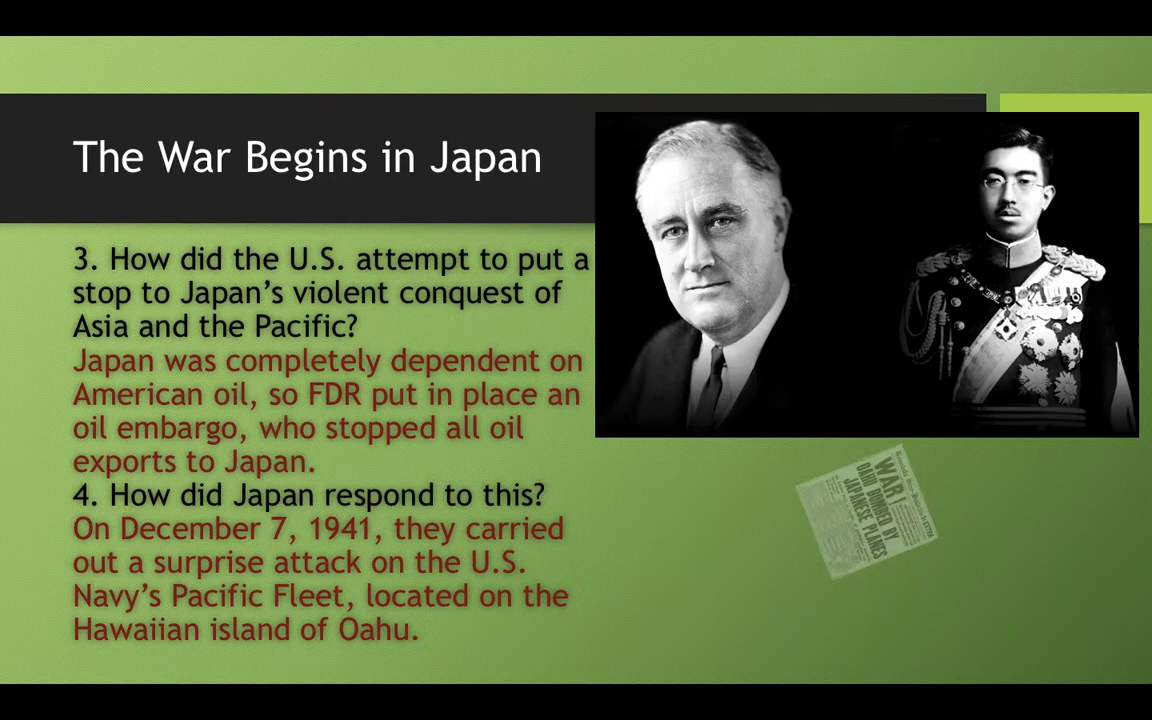 The War Begins in Japan
3. How did the U.S. attempt to put a
stop to Japan’s violent conquest of
Asia and the Pacific?
Japan was completely dependent on
American oil, so FDR put in place an
oil embargo, who stopped all oil
exports to Japan.
4. How did Japan respond to this?
On December 7, 1941, they carried
out a surprise attack on the U.S.
Navy’s Pacific Fleet, located on the
Hawaiian island of Oahu.
WAR!
OAHU BOMBED BY
JAPANESE PLANES